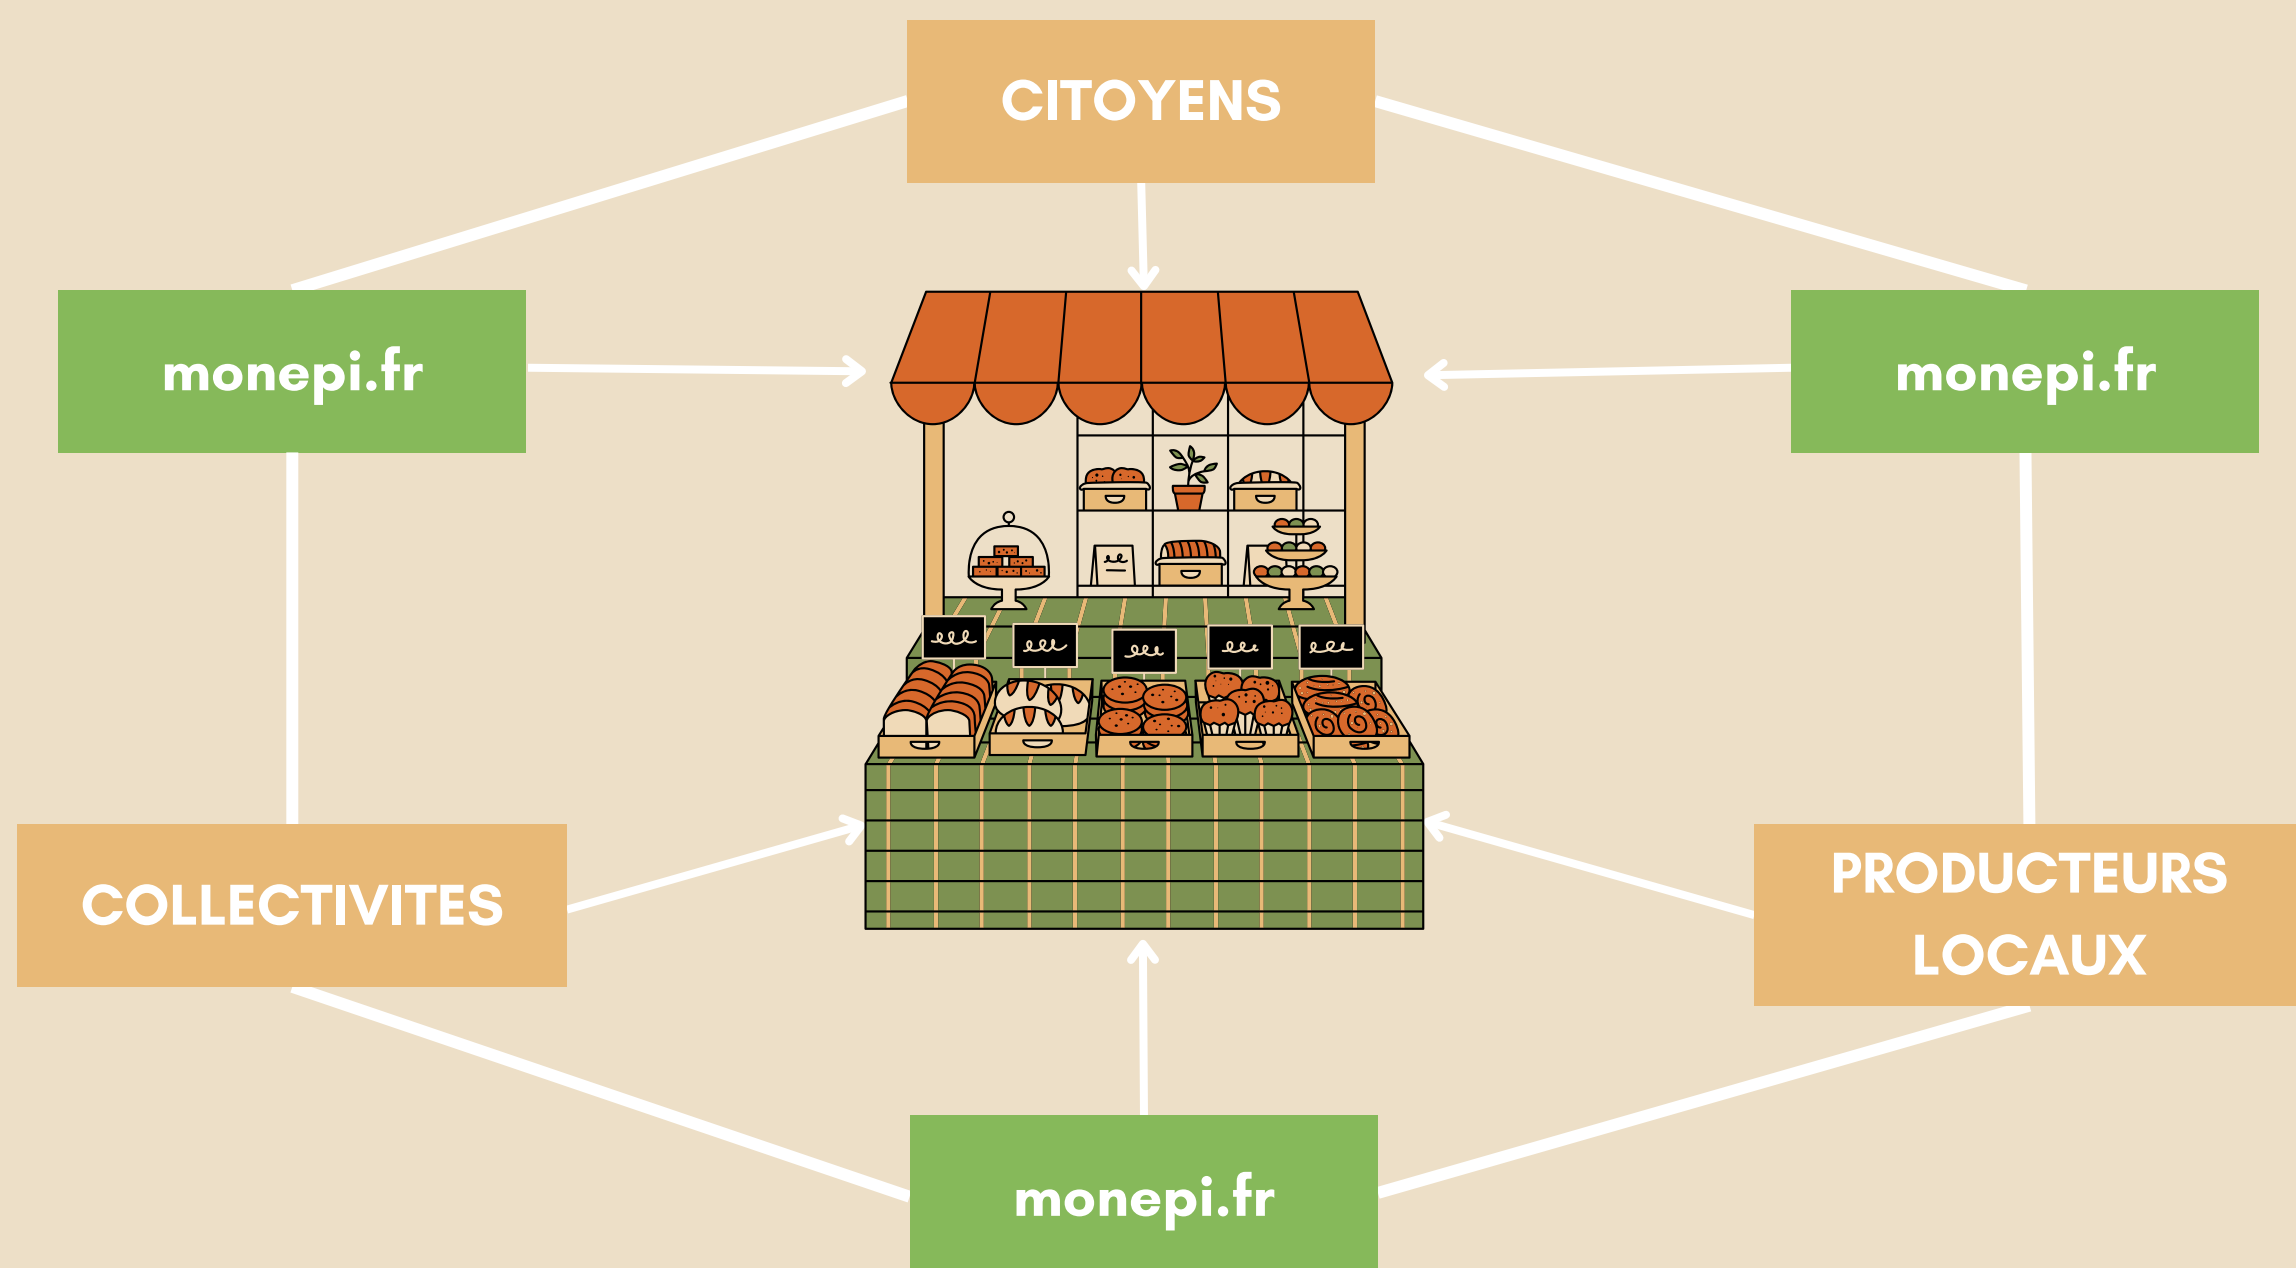 CITOYENS
monepi.fr
monepi.fr
COLLECTIVITES
PRODUCTEURS
LOCAUX
monepi.fr